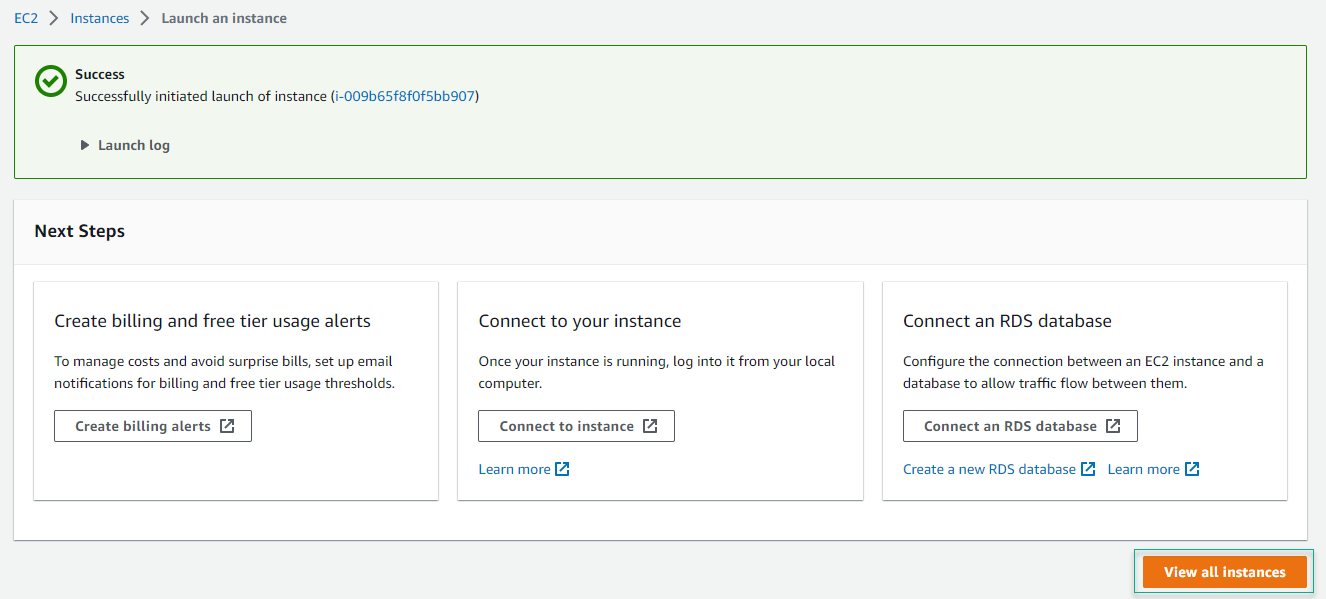 EC2 > Instances > Launch an instance
Success
Successfully initiated launch of instance (i-009b65f8f0f5bb907)
Launch log
Next Steps
Create billing and free tier usage alerts
To manage costs and avoid surprise bills, set up email
notifications for billing and free tier usage thresholds.
Create billing alerts
Connect to your instance
Once your instance is running, log into it from your local
computer.
Connect to instance
Learn more
Connect an RDS database
Configure the connection between an EC2 instance and a
database to allow traffic flow between them.
Connect an RDS database
Create a new RDS database Learn more
View all instances